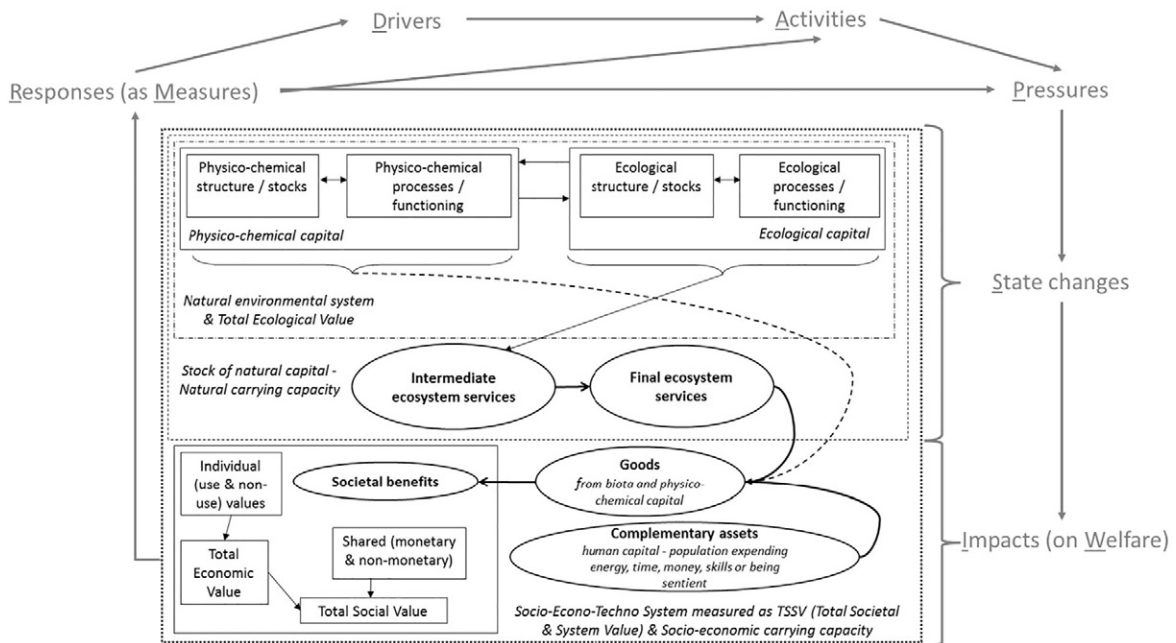 Drivers
Activities
Responses (as Measures)
Pressures
Physico-chemical
structure / stocks
Physico-chemical
processes /
functioning
Physico-chemical capital
Ecological
structure /
stocks
Ecological
processes /
functioning
Ecological capital
Natural environmental system
& Total Ecological Value
State changes
Stock of natural capital -
Natural carrying capacity
Intermediate
ecosystem services
Final ecosystem
services
Individual
(use & non-
use) values
Societal benefits
Goods
from biota and physico-
chemical capital
Total
Economic
Value
Shared (monetary
& non-monetary)
Total Social Value
Complementary assets
human capital - population expending
energy, time, money, skills or being
sentient
Impacts (on Welfare)
Socio-Econo-Techno System measured as TSSV (Total Societal
& System Value) & Socio-economic carrying capacity